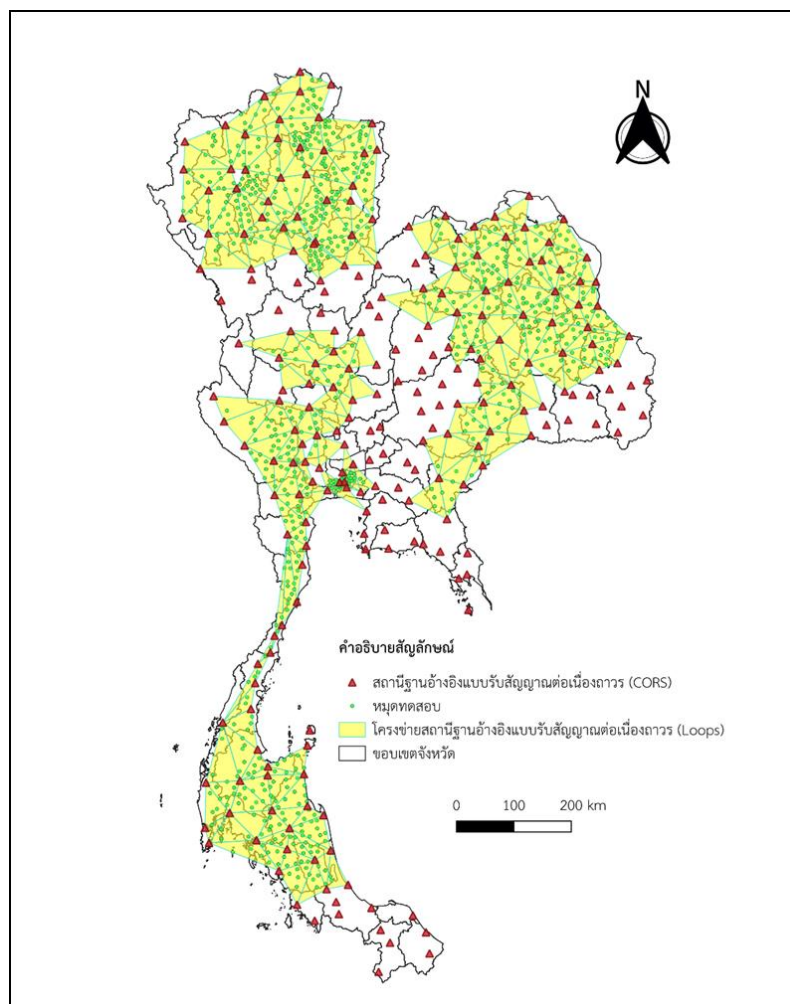 N
คำอธิบายสัญลักษณ์
สถานีฐานอ้างอิงแบบรับสัญญาณต่อเนื่องถาวร (CORS)
หมุดทดสอบ
โครงข่ายสถานีฐานอ้างอิงแบบรับสัญญาณต่อเนื่องถาวร (Loops)
ขอบเขตจังหวัด
0 100 200 km